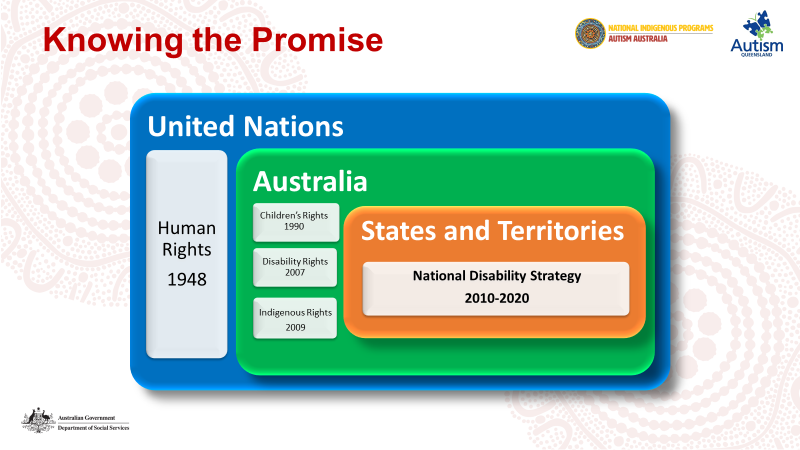 Knowing the Promise
NATIONAL INDIGENOUS PROGRAMS
AUTISM AUSTRALIA
Autism
QUEENSLAND
United Nations
Human
Rights
1948
Australia
Children's Rights
1990
Disability Rights
2007
Indigenous Rights
2009
States and Territories
National Disability Strategy
2010-2020
Australian Government
Department of Social Services